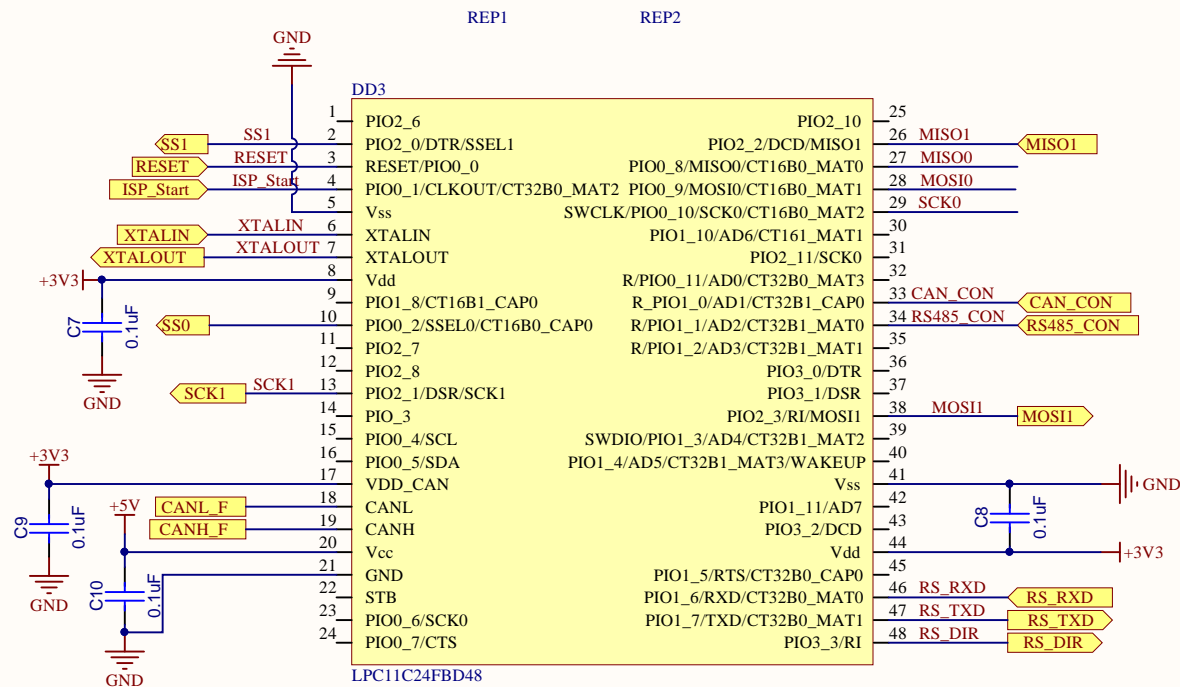 REP1 REP2
GND
DD3
1 PIO2_6 PIO2_10 25
SS1 SS1 2 PIO2_0/DTR/SSEL1 PIO2_2/DCD/MISO1 26 MISO1 MISO1
RESET RESET 3 RESET/PIO0_0 PIO0_8/MISO0/CT16B0_MAT0 27 MISO0
ISP_Start ISP_Start 4 PIO0_1/CLKOUT/CT32B0_MAT2 PIO0_9/MOSI0/CT16B0_MAT1 28 MOSI0
5 Vss SWCLK/PIO0_10/SCK0/CT16B0_MAT2 29 SCK0
XTALIN XTALIN 6 XTALIN PIO1_10/AD6/CT161_MAT1 30
XTALOUT XTALOUT 7 XTALOUT PIO2_11/SCK0 31
+3V3 8 Vdd R/PIO0_11/AD0/CT32B0_MAT3 32
9 PIO1_8/CT16B1_CAP0 R_PIO1_0/AD1/CT32B1_CAP0 33 CAN_CON CAN_CON
C7 0.1uF SS0 10 PIO0_2/SSEL0/CT16B0_CAP0 R/PIO1_1/AD2/CT32B1_MAT0 34 RS485_CON RS485_CON
11 PIO2_7 R/PIO1_2/AD3/CT32B1_MAT1 35
12 PIO2_8 PIO3_0/DTR 36
GND SCK1 SCK1 13 PIO2_1/DSR/SCK1 PIO3_1/DSR 37
14 PIO_3 PIO2_3/RI/MOSI1 38 MOSI1 MOSI1
15 PIO0_4/SCL SWDIO/PIO1_3/AD4/CT32B1_MAT2 39
+3V3 16 PIO0_5/SDA PIO1_4/AD5/CT32B1_MAT3/WAKEUP 40
17 VDD_CAN Vss 41 GND
+5V CANL_F 18 CANL PIO1_11/AD7 42
C9 0.1uF CANH_F 19 CANH PIO3_2/DCD 43 C8 0.1uF
20 Vcc Vdd 44 +3V3
21 GND PIO1_5/RTS/CT32B0_CAP0 45
GND C10 0.1uF 22 STB PIO1_6/RXD/CT32B0_MAT0 46 RS_RXD RS_RXD
23 PIO0_6/SCK0 PIO1_7/TXD/CT32B0_MAT1 47 RS_TXD RS_TXD
24 PIO0_7/CTS PIO3_3/RI 48 RS_DIR RS_DIR
GND LPC11C24FBD48